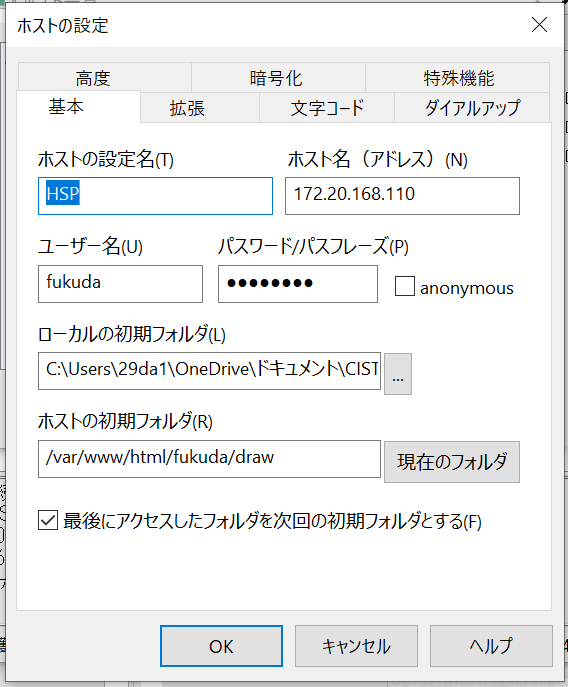 ホストの設定
高度 暗号化 特殊機能
基本 拡張 文字コード ダイアルアップ
ホストの設定名(T) ホスト名（アドレス）(N)
HSP 172.20.168.110
ユーザー名(U) パスワード/パスフレーズ(P)
fukuda ●●●●●●●● anonymous
ローカルの初期フォルダ(L)
C:\Users\29da1\OneDrive\ドキュメント\CIST ...
ホストの初期フォルダ(R)
/var/www/html/fukuda/draw 現在のフォルダ
最後にアクセスしたフォルダを次回の初期フォルダとする(F)
OK キャンセル ヘルプ